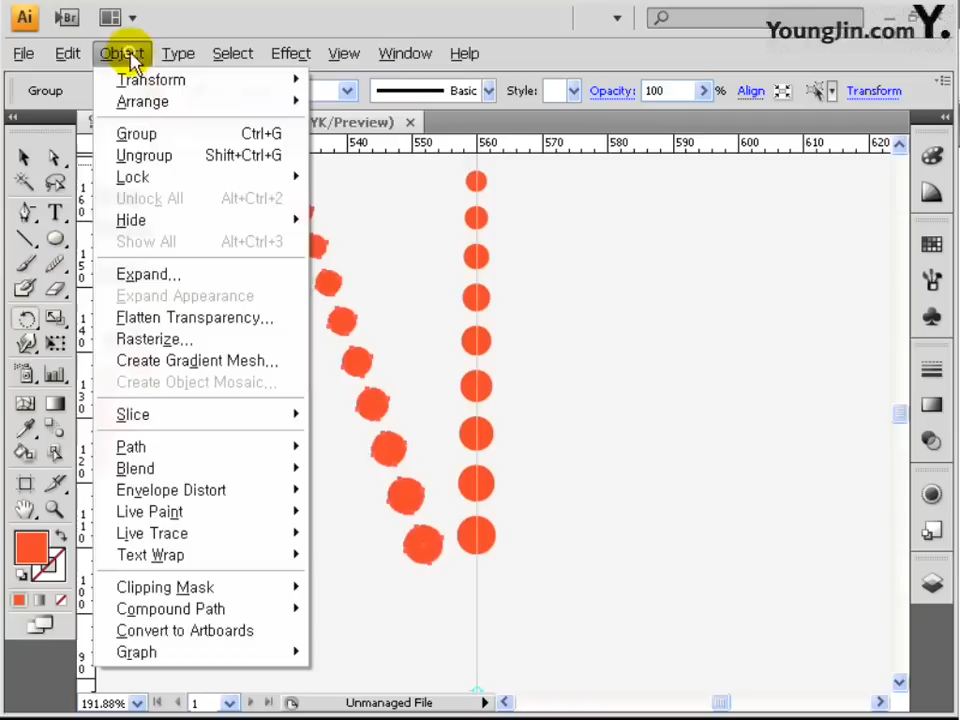 Ai Br
YoungJin.com Y.
File Edit Object Type Select Effect View Window Help
Group Basic Style: Opacity: 100 % Align Transform
YK/Preview) ×
540 550 560 570 580 590 600 610 620
Transform
Arrange
Group Ctrl+G
Ungroup Shift+Ctrl+G
Lock
Unlock All Alt+Ctrl+2
Hide
Show All Alt+Ctrl+3
Expand...
Expand Appearance
Flatten Transparency...
Rasterize...
Create Gradient Mesh...
Create Object Mosaic...
Slice
Path
Blend
Envelope Distort
Live Paint
Live Trace
Text Wrap
Clipping Mask
Compound Path
Convert to Artboards
Graph
191.88% 1 Unmanaged File